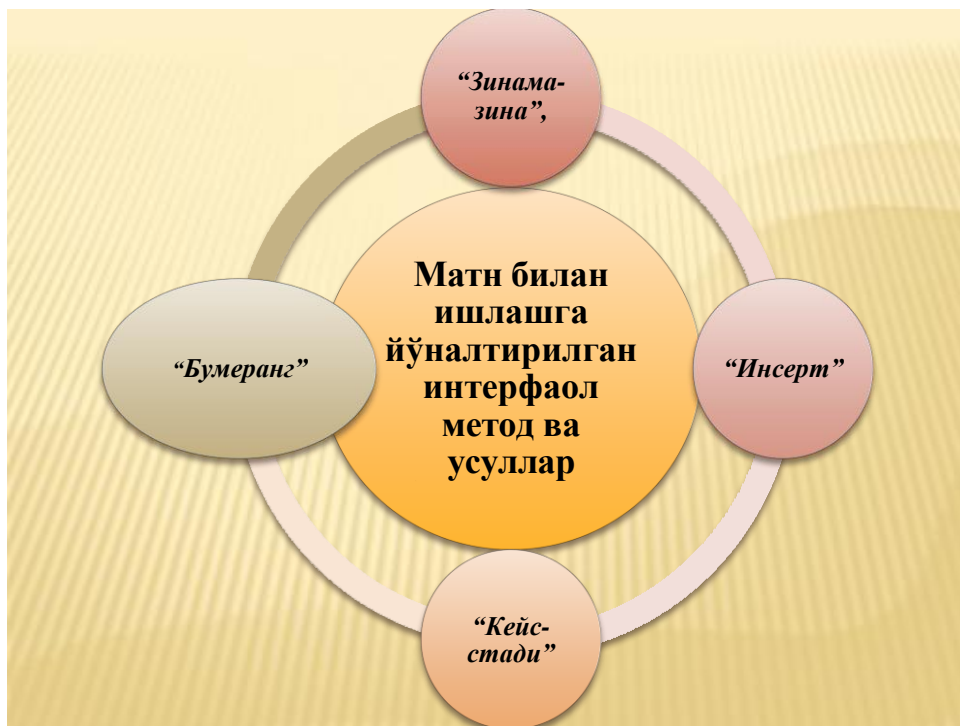 “Зинама-
зина”,
Матн билан
ишлашга
йўналтирилган
интерфаол
метод ва
усуллар
“Бумеранг”
“Инсерт”
“Кейс-
стади”